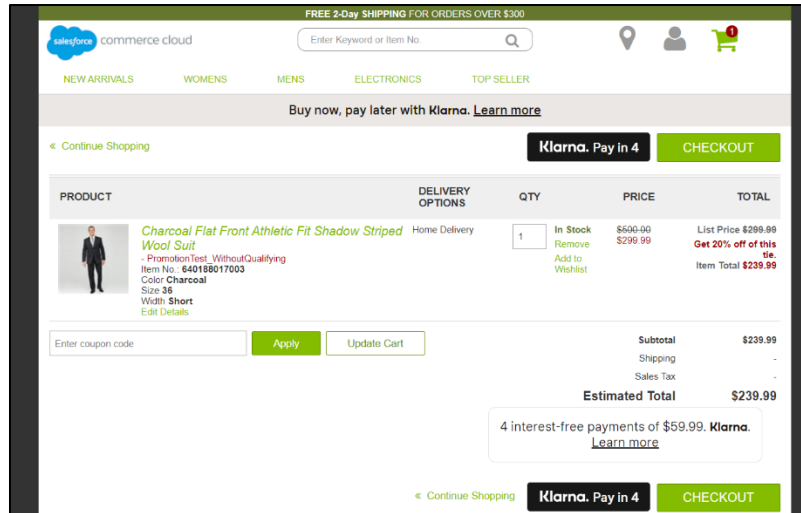 FREE 2-Day SHIPPING FOR ORDERS OVER $300
salesforce commerce cloud
Enter Keyword or Item No.
1
NEW ARRIVALS WOMENS MENS ELECTRONICS TOP SELLER
Buy now, pay later with Klarna. Learn more
« Continue Shopping
Klarna. Pay in 4
CHECKOUT
PRODUCT DELIVERY OPTIONS QTY PRICE TOTAL
Charcoal Flat Front Athletic Fit Shadow Striped
Wool Suit
- PromotionTest_WithoutQualifying
Item No.: 640188017003
Color Charcoal
Size 36
Width Short
Edit Details
Home Delivery
1
In Stock
Remove
Add to
Wishlist
$500.00
$299.99
List Price $299.99
Get 20% off of this
tie.
Item Total $239.99
Enter coupon code
Apply
Update Cart
Subtotal $239.99
Shipping -
Sales Tax -
Estimated Total $239.99
4 interest-free payments of $59.99. Klarna.
Learn more
« Continue Shopping
Klarna. Pay in 4
CHECKOUT